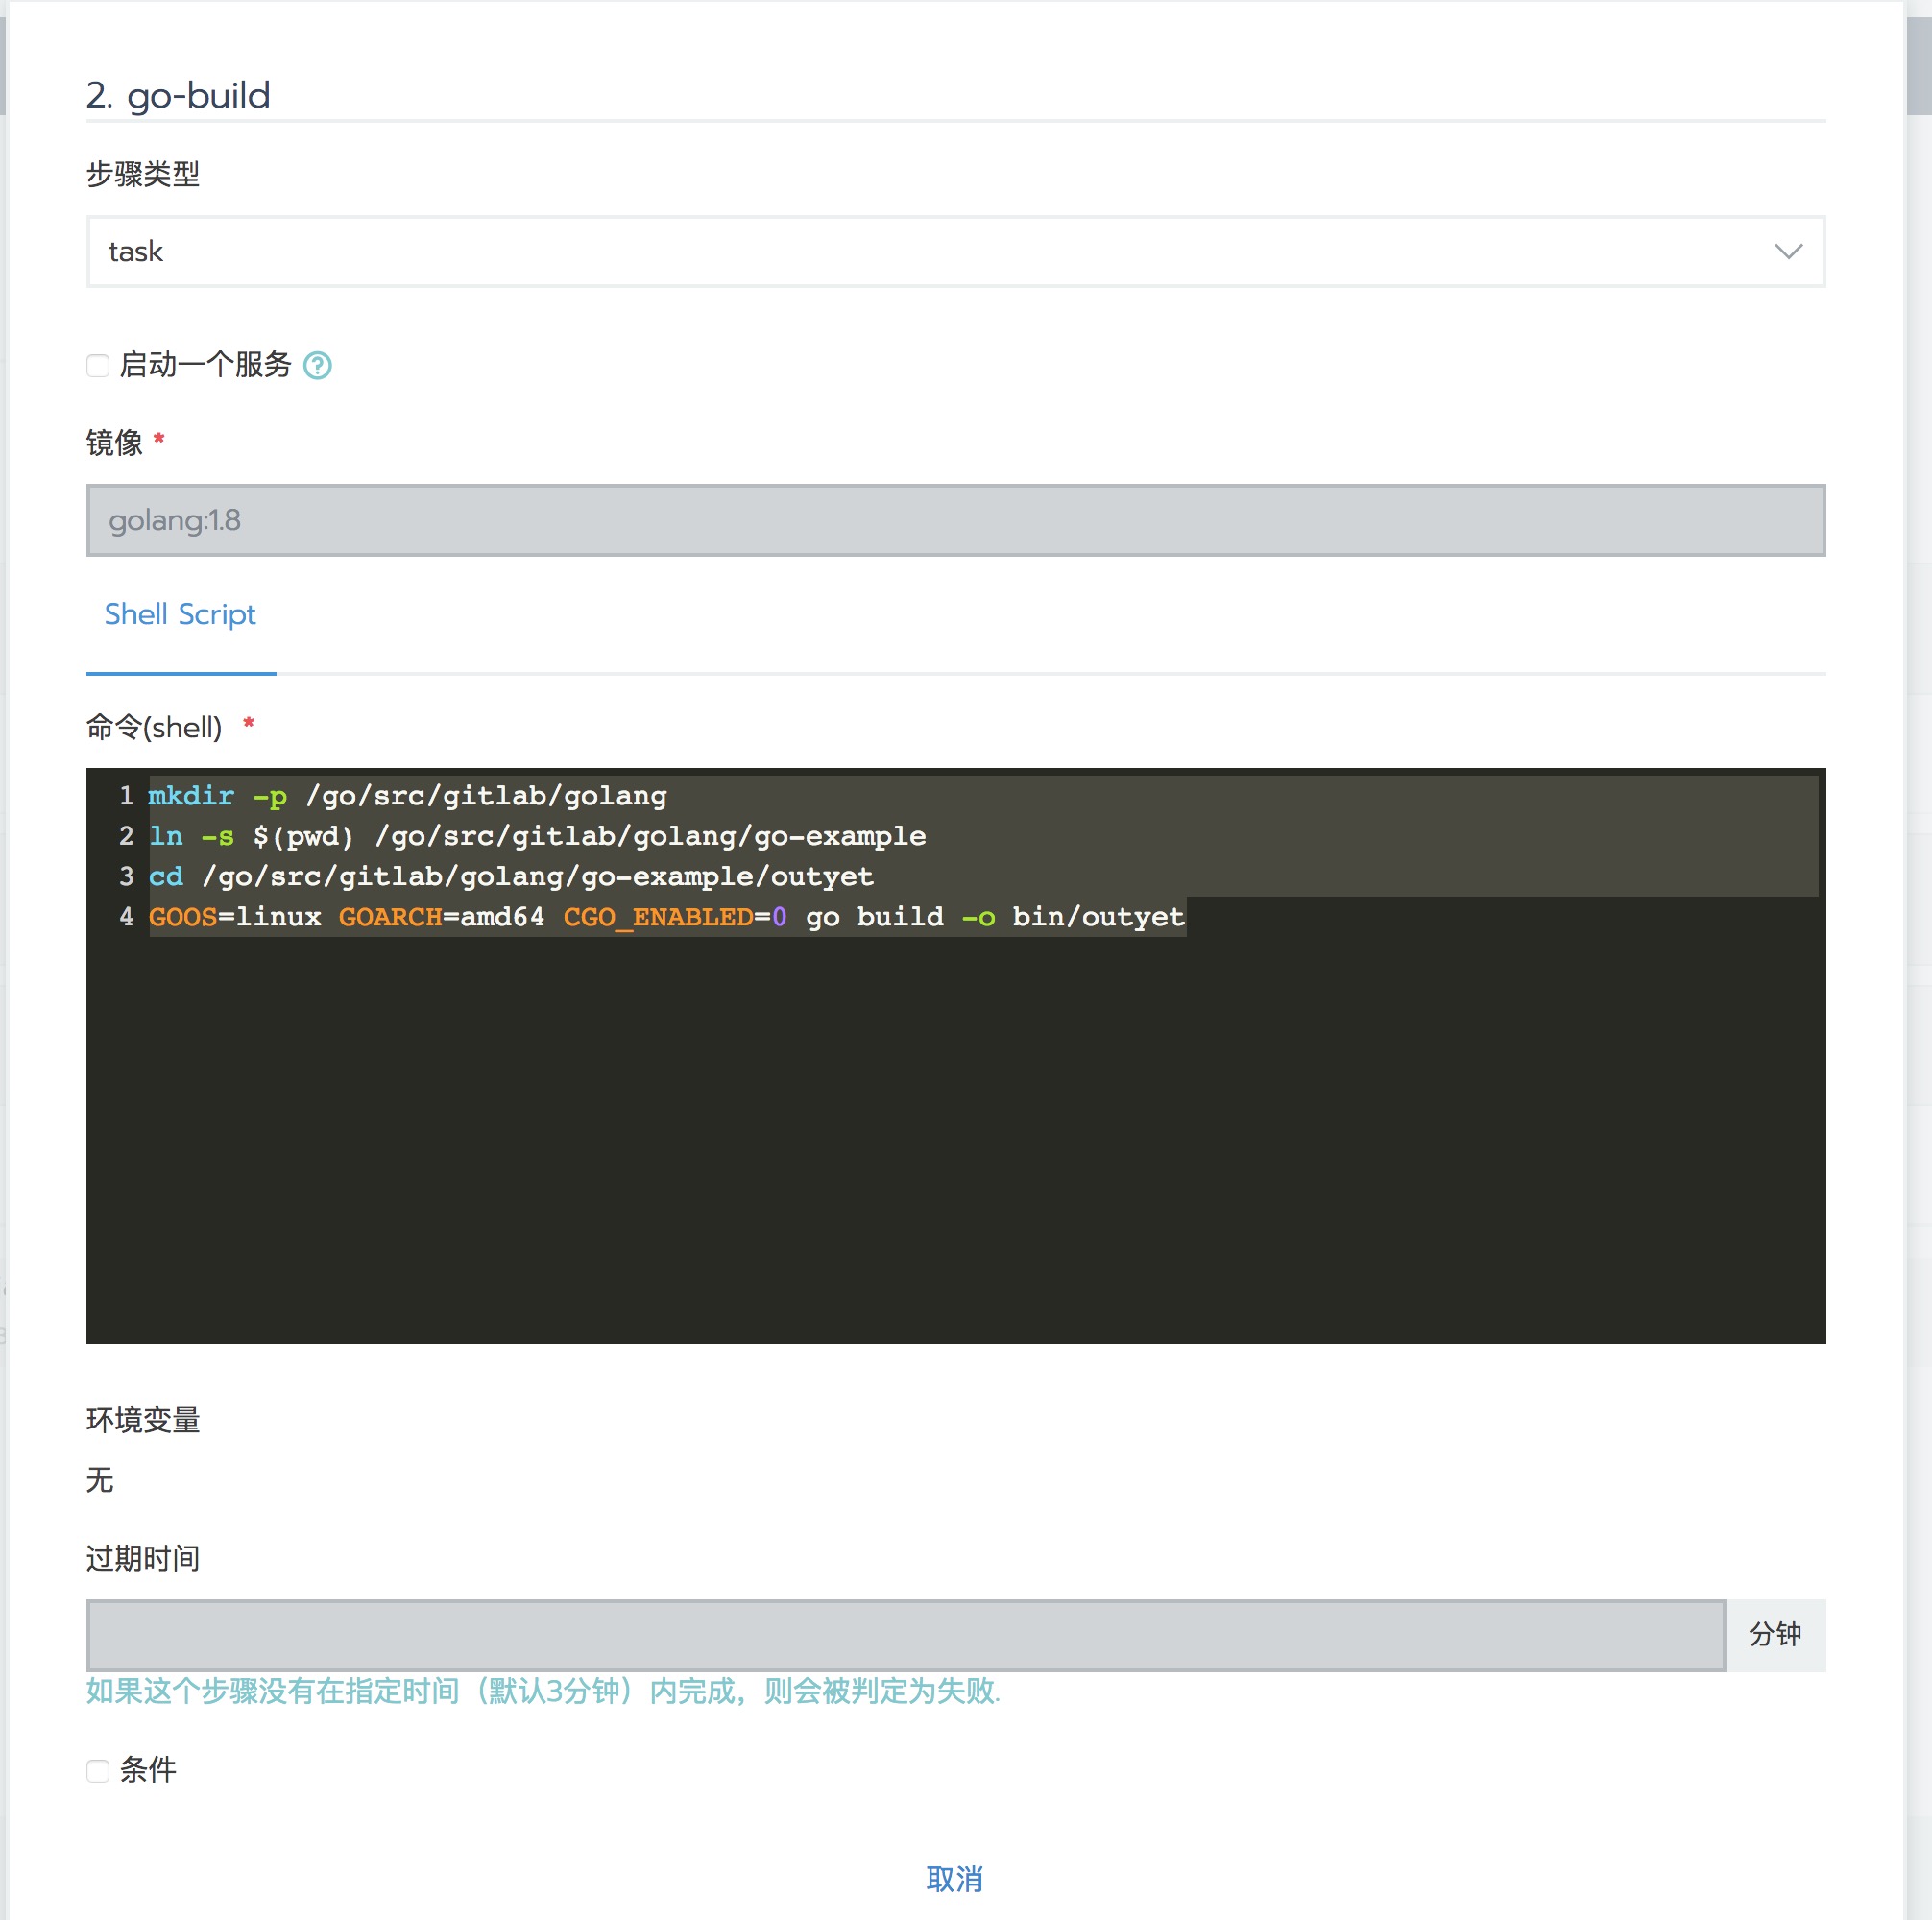 2. go-build
步骤类型
task
启动一个服务 ?
镜像 *
golang:1.8
Shell Script
命令(shell) *
1 mkdir -p /go/src/gitlab/golang
2 ln -s $(pwd) /go/src/gitlab/golang/go-example
3 cd /go/src/gitlab/golang/go-example/outyet
4 GOOS=linux GOARCH=amd64 CGO_ENABLED=0 go build -o bin/outyet
环境变量
无
过期时间
分钟
如果这个步骤没有在指定时间（默认3分钟）内完成，则会被判定为失败.
条件
取消